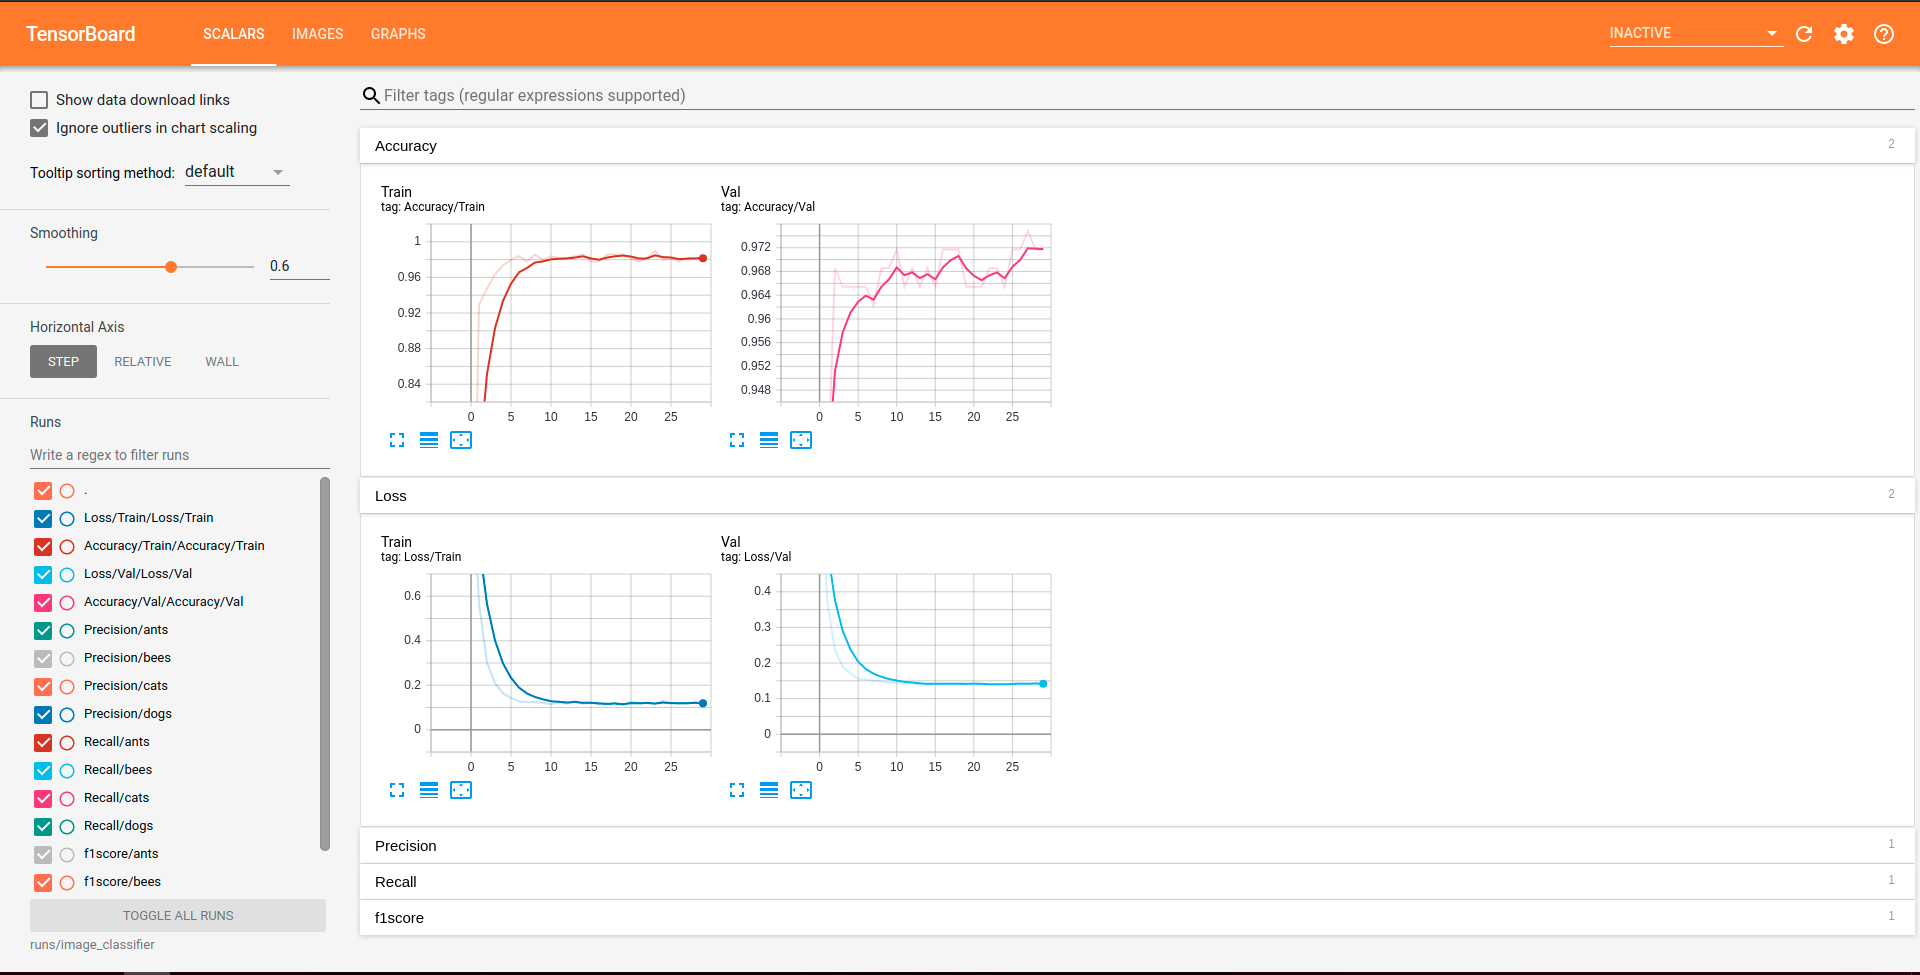 TensorBoard
SCALARS
IMAGES
GRAPHS
INACTIVE
Show data download links
Ignore outliers in chart scaling
Tooltip sorting method: default
Smoothing
0.6
Horizontal Axis
STEP
RELATIVE
WALL
Runs
Write a regex to filter runs
.
Loss/Train/Loss/Train
Accuracy/Train/Accuracy/Train
Loss/Val/Loss/Val
Accuracy/Val/Accuracy/Val
Precision/ants
Precision/bees
Precision/cats
Precision/dogs
Recall/ants
Recall/bees
Recall/cats
Recall/dogs
f1score/ants
f1score/bees
TOGGLE ALL RUNS
runs/image_classifier
Filter tags (regular expressions supported)
Accuracy 2
Train
tag: Accuracy/Train
1
0.96
0.92
0.88
0.84
0 5 10 15 20 25
Val
tag: Accuracy/Val
0.972
0.968
0.964
0.96
0.956
0.952
0.948
0 5 10 15 20 25
Loss 2
Train
tag: Loss/Train
0.6
0.4
0.2
0
0 5 10 15 20 25
Val
tag: Loss/Val
0.4
0.3
0.2
0.1
0
0 5 10 15 20 25
Precision 1
Recall 1
f1score 1